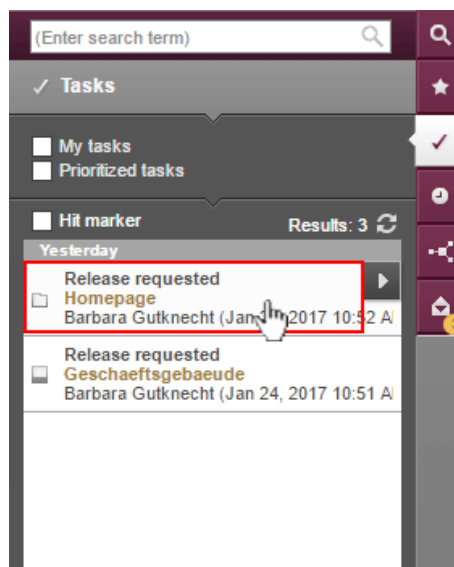 (Enter search term)
Tasks
My tasks
Prioritized tasks
Hit marker
Results: 3
Yesterday
Release requested
Homepage
Barbara Gutknecht (Jan 2017 10:52 A
Release requested
Geschaeftsgebaeude
Barbara Gutknecht (Jan 24, 2017 10:51 A